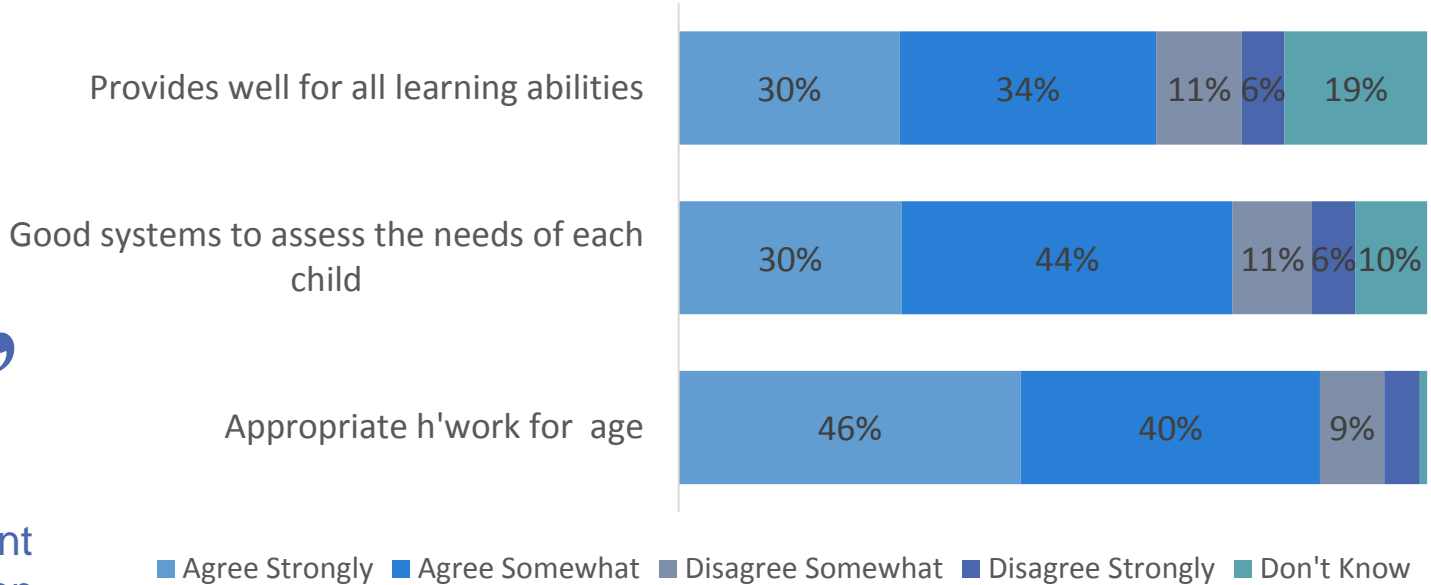 Provides well for all learning abilities
30% 34% 11% 6% 19%
Good systems to assess the needs of each
child
30% 44% 11% 6% 10%
’
Appropriate h'work for  age
46% 40% 9%
nt
Agree Strongly Agree Somewhat Disagree Somewhat Disagree Strongly Don't Know